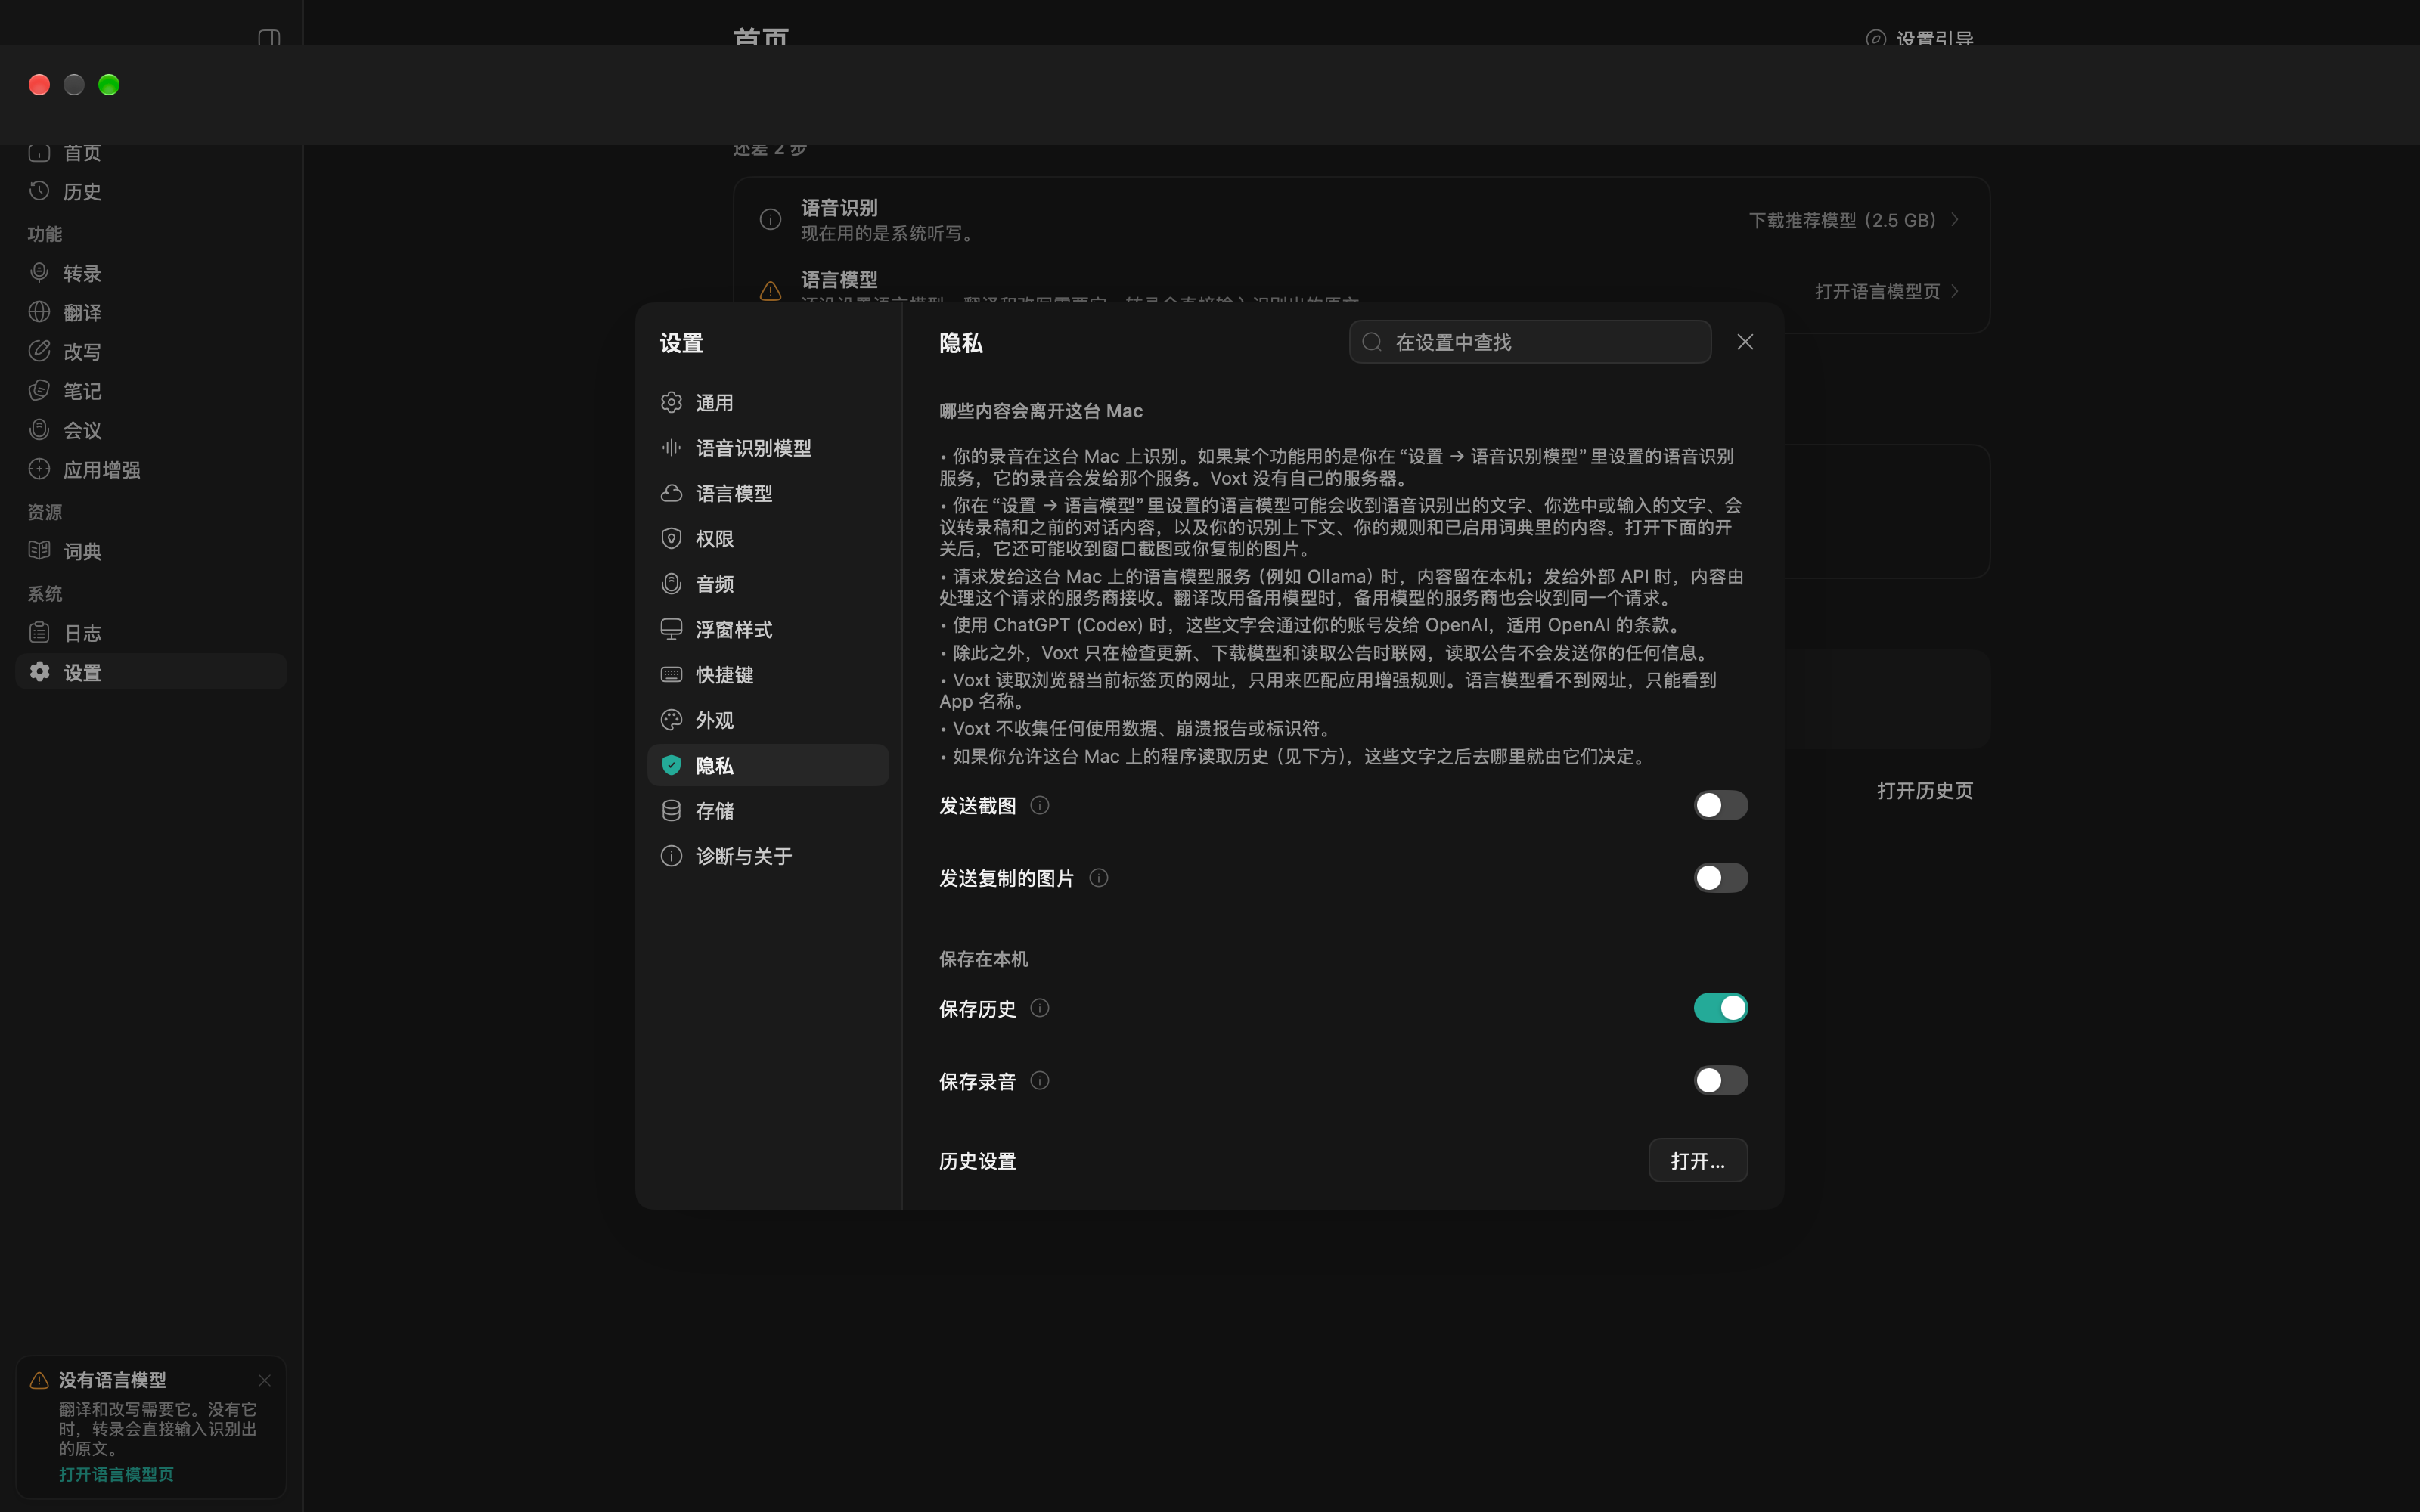 首页
设置引导
首页
历史
功能
转录
翻译
改写
笔记
会议
应用增强
资源
词典
系统
日志
设置
没有语言模型
翻译和改写需要它。没有它
时，转录会直接输入识别出
的原文。
打开语言模型页
还差 2 步
语音识别
现在用的是系统听写。
下载推荐模型 (2.5 GB)
语言模型
打开语言模型页
打开历史页
设置
通用
语音识别模型
语言模型
权限
音频
浮窗样式
快捷键
外观
隐私
存储
诊断与关于
隐私
在设置中查找
哪些内容会离开这台 Mac
• 你的录音在这台 Mac 上识别。如果某个功能用的是你在 “设置 → 语音识别模型” 里设置的语音识别
服务，它的录音会发给那个服务。Voxt 没有自己的服务器。
• 你在 “设置 → 语言模型” 里设置的语言模型可能会收到语音识别出的文字、你选中或输入的文字、会
议转录稿和之前的对话内容，以及你的识别上下文、你的规则和已启用词典里的内容。打开下面的开
关后，它还可能收到窗口截图或你复制的图片。
• 请求发给这台 Mac 上的语言模型服务 (例如 Ollama) 时，内容留在本机；发给外部 API 时，内容由
处理这个请求的服务商接收。翻译改用备用模型时，备用模型的服务商也会收到同一个请求。
• 使用 ChatGPT (Codex) 时，这些文字会通过你的账号发给 OpenAI，适用 OpenAI 的条款。
• 除此之外，Voxt 只在检查更新、下载模型和读取公告时联网，读取公告不会发送你的任何信息。
• Voxt 读取浏览器当前标签页的网址，只用来匹配应用增强规则。语言模型看不到网址，只能看到
App 名称。
• Voxt 不收集任何使用数据、崩溃报告或标识符。
• 如果你允许这台 Mac 上的程序读取历史 (见下方)，这些文字之后去哪里就由它们决定。
发送截图
发送复制的图片
保存在本机
保存历史
保存录音
历史设置
打开...